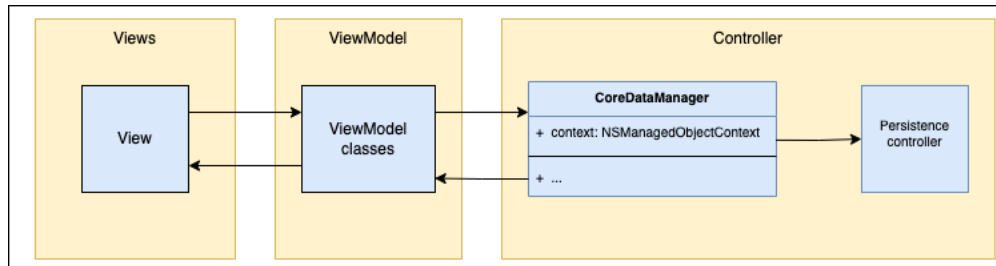 Views
ViewModel
Controller
View
ViewModel
classes
CoreDataManager
+ context: NSManagedObjectContext
+ ...
Persistence
controller